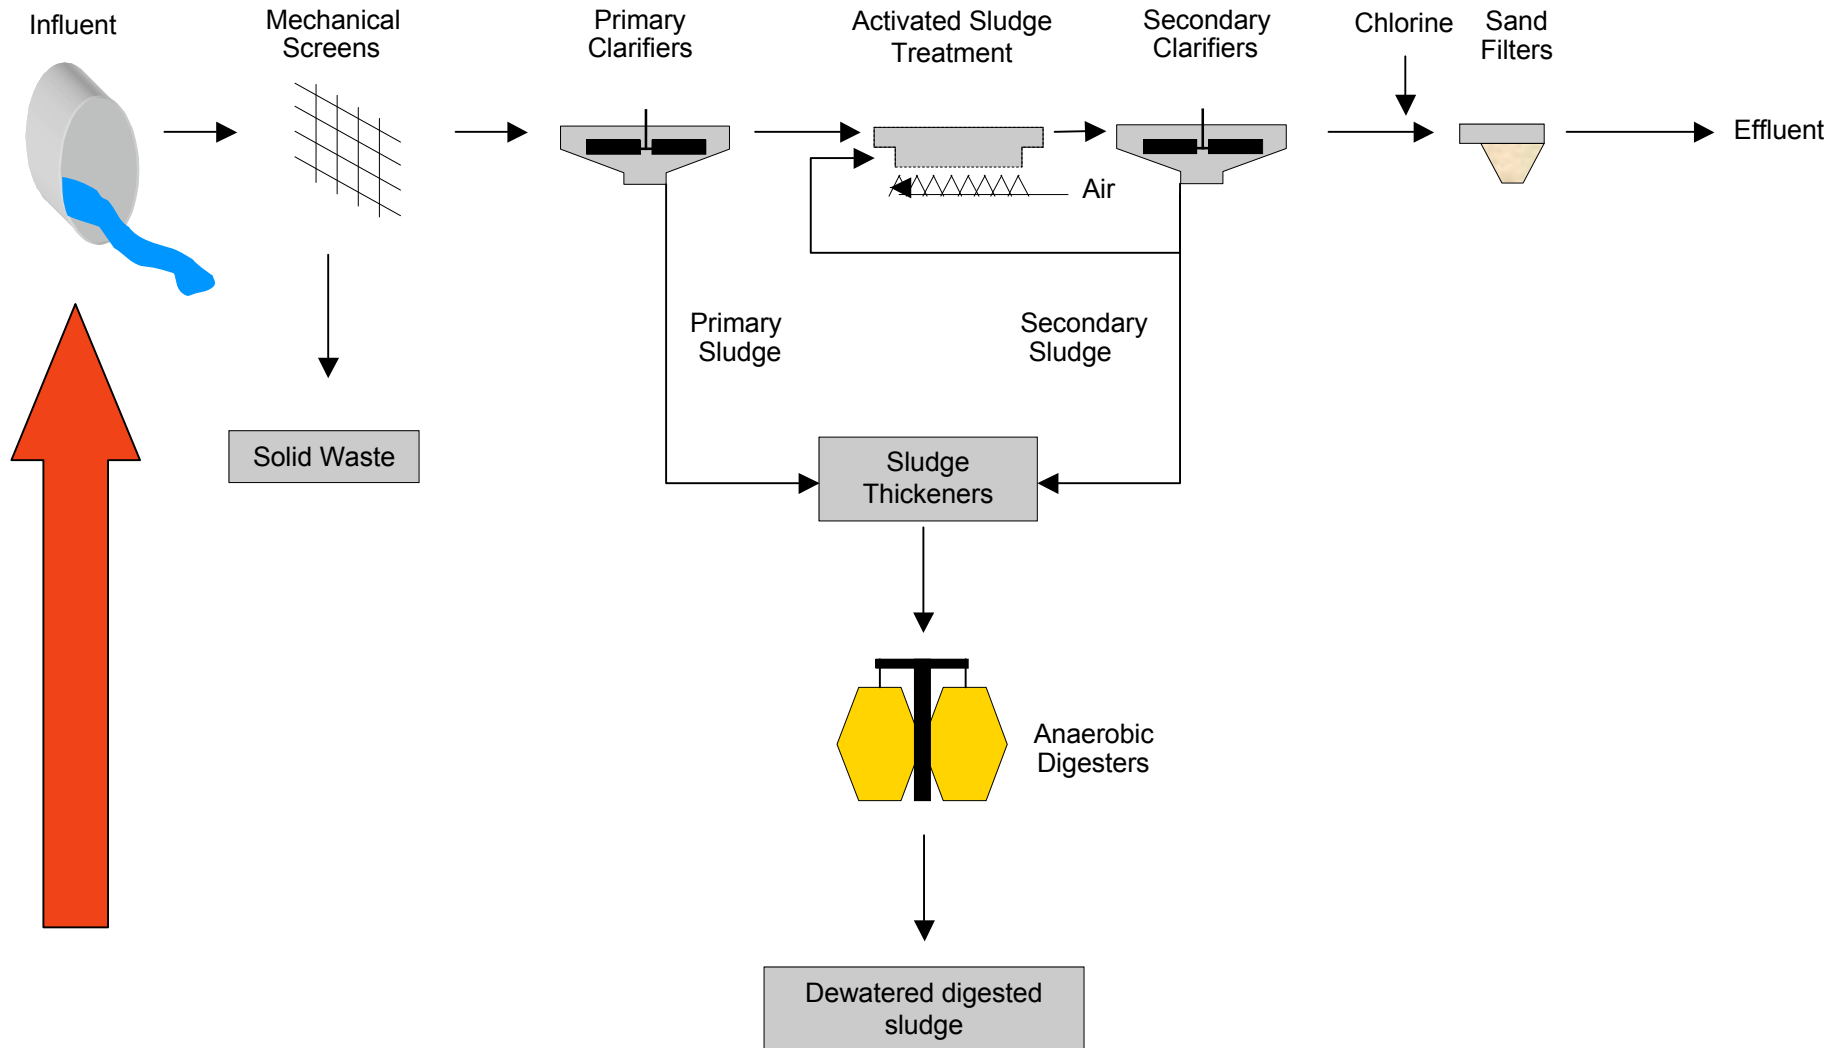 Influent
Mechanical
Screens
Primary
Clarifiers
Activated Sludge
Treatment
Secondary
Clarifiers
Chlorine
Sand
Filters
Effluent
Air
Primary
Sludge
Secondary
Sludge
Solid Waste
Sludge
Thickeners
Anaerobic
Digesters
Dewatered digested
sludge